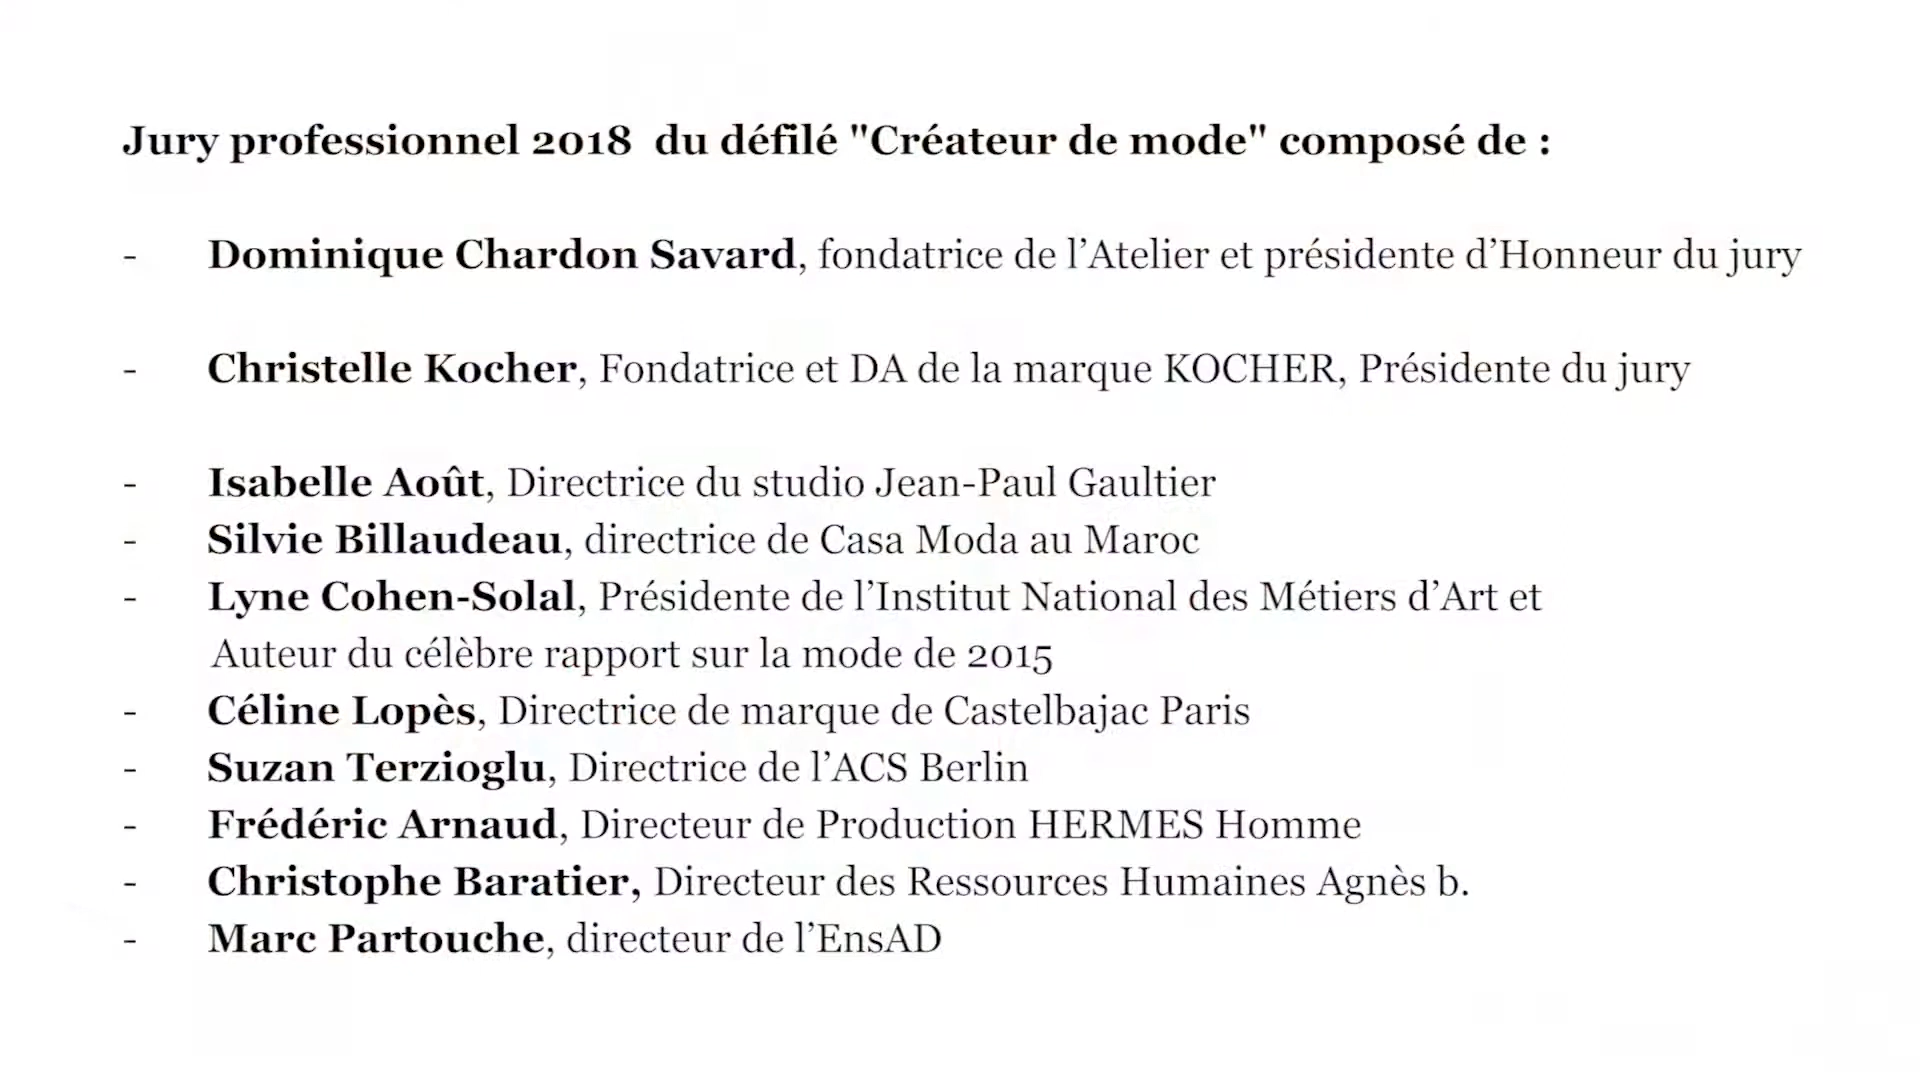 Jury professionnel 2018 du défilé "Créateur de mode" composé de :
- Dominique Chardon Savard, fondatrice de l’Atelier et présidente d’Honneur du jury
- Christelle Kocher, Fondatrice et DA de la marque KOCHER, Présidente du jury
- Isabelle Août, Directrice du studio Jean-Paul Gaultier
- Silvie Billaudeau, directrice de Casa Moda au Maroc
- Lyne Cohen-Solal, Présidente de l’Institut National des Métiers d’Art et
Auteur du célèbre rapport sur la mode de 2015
- Céline Lopès, Directrice de marque de Castelbajac Paris
- Suzan Terzioglu, Directrice de l’ACS Berlin
- Frédéric Arnaud, Directeur de Production HERMES Homme
- Christophe Baratier, Directeur des Ressources Humaines Agnès b.
- Marc Partouche, directeur de l’EnsAD